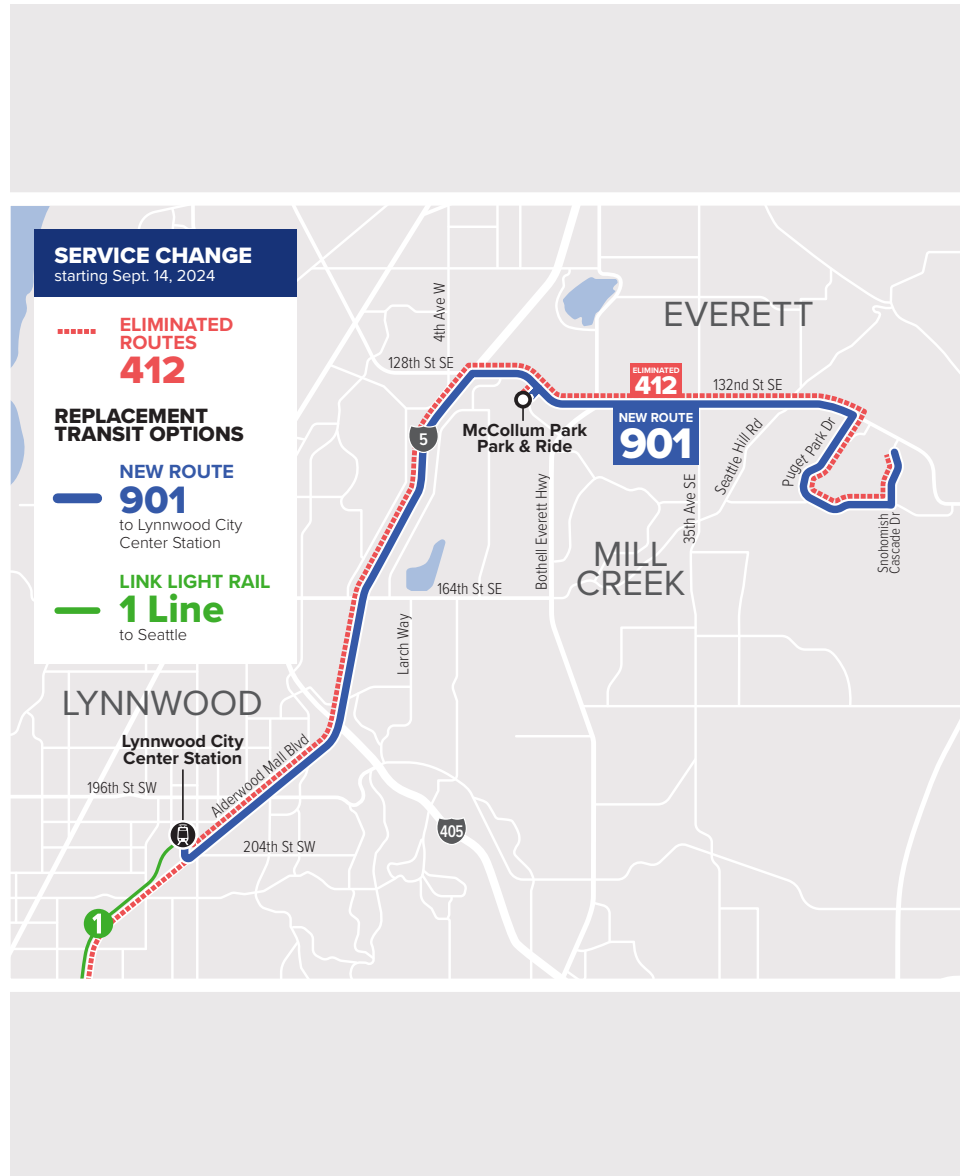 SERVICE CHANGE
starting Sept. 14, 2024
ELIMINATED
ROUTES
412
REPLACEMENT
TRANSIT OPTIONS
NEW ROUTE
901
to Lynnwood City
Center Station
LINK LIGHT RAIL
1 Line
to Seattle
EVERETT
4th Ave W
128th St SE
ELIMINATED
412
132nd St SE
NEW ROUTE
901
McCollum Park
Park & Ride
5
Seattle Hill Rd
Puget Park Dr
35th Ave SE
Bothell Everett Hwy
Snohomish
Cascade Dr
MILL
CREEK
164th St SE
Larch Way
LYNNWOOD
Lynnwood City
Center Station
Alderwood Mall Blvd
196th St SW
405
204th St SW
1